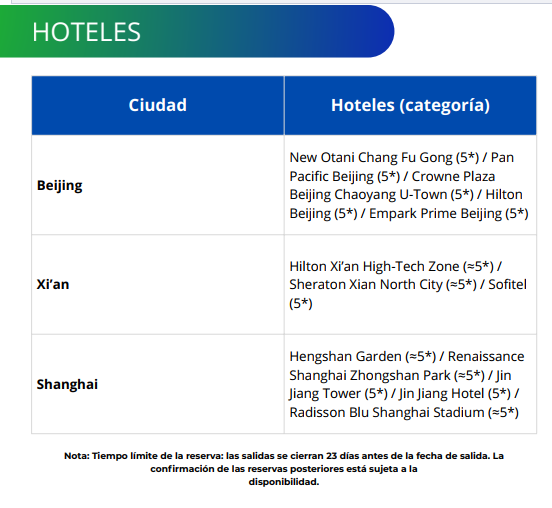 HOTELES
Ciudad
Hoteles (categoría)
Beijing
New Otani Chang Fu Gong (5*) / Pan
Pacific Beijing (5*) / Crowne Plaza
Beijing Chaoyang U-Town (5*) / Hilton
Beijing (5*) / Empark Prime Beijing (5*)
Xi’an
Hilton Xi’an High-Tech Zone (≈5*) /
Sheraton Xian North City (≈5*) / Sofitel
(5*)
Shanghai
Hengshan Garden (≈5*) / Renaissance
Shanghai Zhongshan Park (≈5*) / Jin
Jiang Tower (5*) / Jin Jiang Hotel (5*) /
Radisson Blu Shanghai Stadium (≈5*)
Nota: Tiempo límite de la reserva: las salidas se cierran 23 días antes de la fecha de salida. La
confirmación de las reservas posteriores está sujeta a la
disponibilidad.